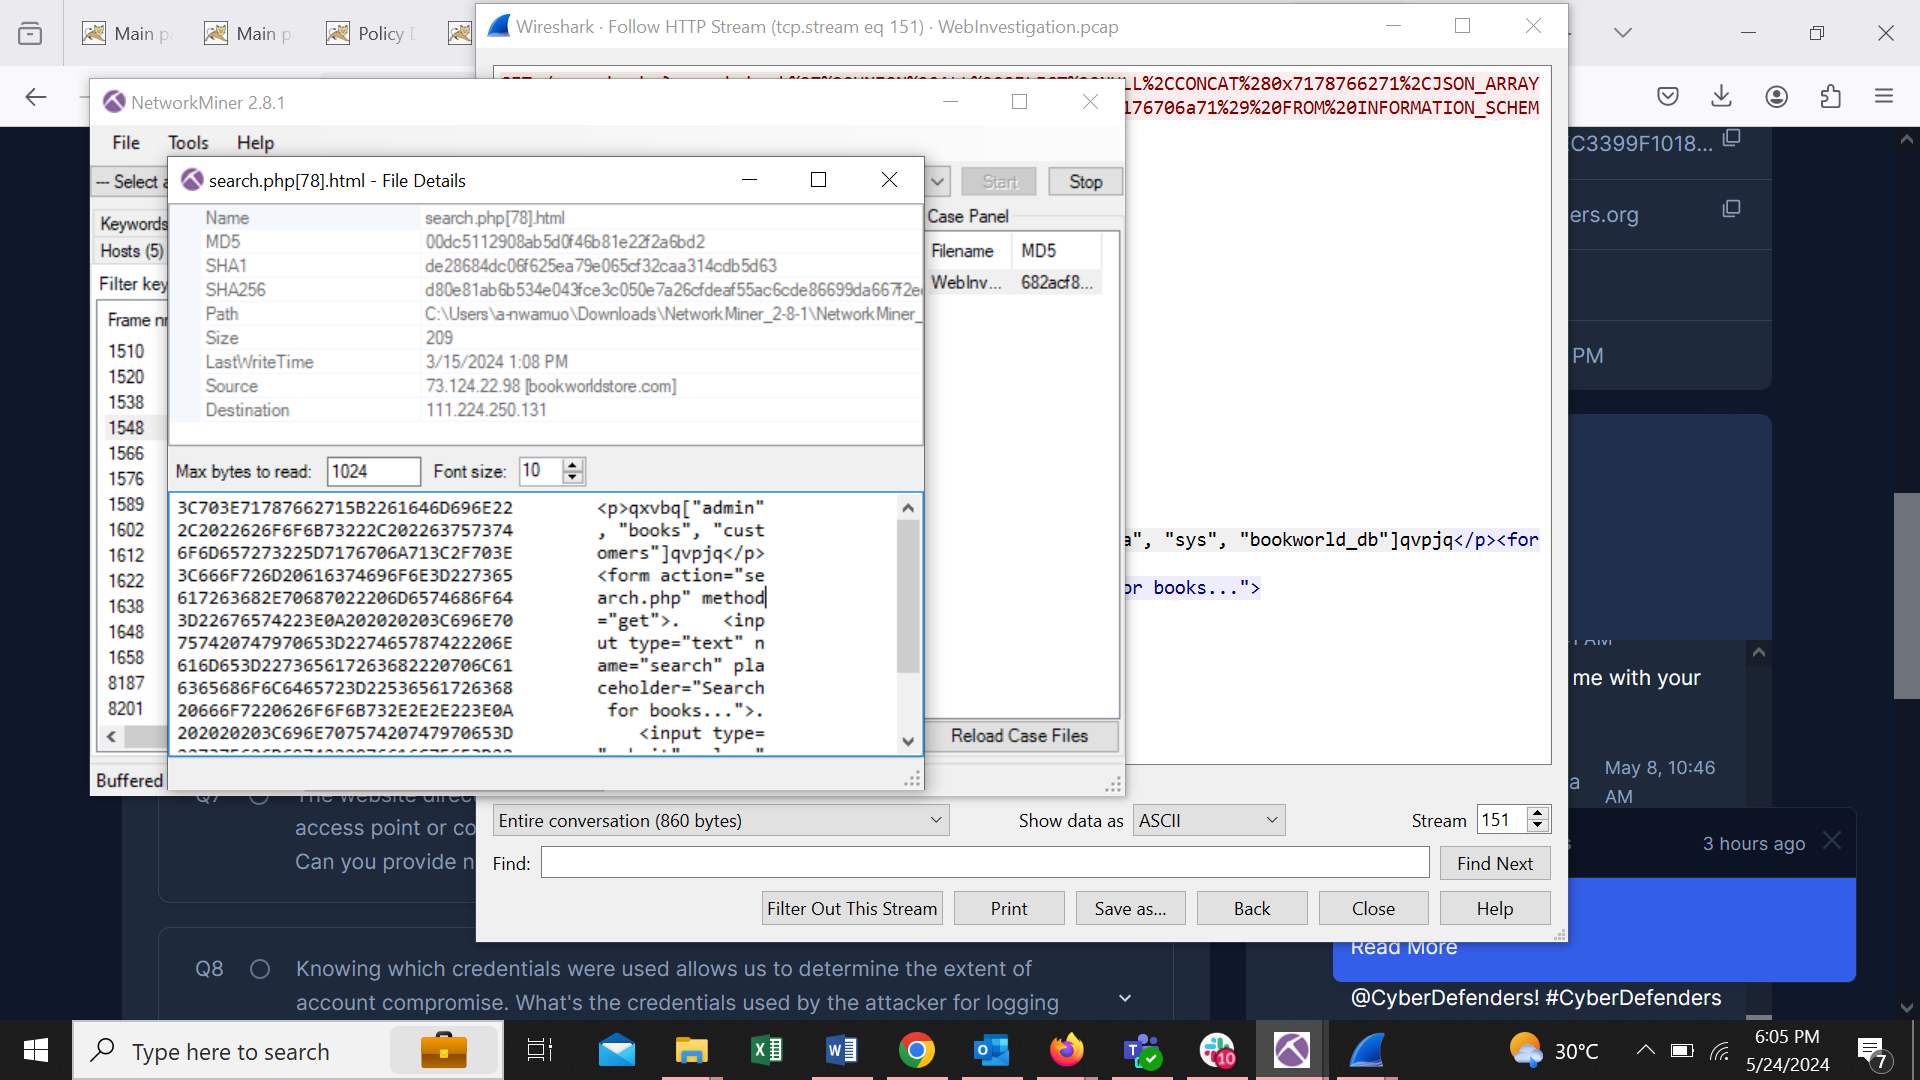 Main p
Main p
Policy D
Wireshark · Follow HTTP Stream (tcp.stream eq 151) · WebInvestigation.pcap
LL%2CCONCAT%280x7178766271%2CJSON_ARRAY
176706a71%29%20FROM%20INFORMATION_SCHEM
a", "sys", "bookworld_db"]qvpjq</p><for
or books...">
Entire conversation (860 bytes)
Show data as
ASCII
Stream
151
Find:
Find Next
Filter Out This Stream
Print
Save as...
Back
Close
Help
NetworkMiner 2.8.1
File
Tools
Help
--- Select a
Start
Stop
Keywords
Hosts (5)
Filter key
Frame nr
1510
1520
1538
1548
1566
1576
1589
1602
1612
1622
1638
1648
1658
8187
8201
Buffered
Case Panel
Filename MD5
WebInv... 682acf8...
Reload Case Files
search.php[78].html - File Details
Name search.php[78].html
MD5 00dc5112908ab5d0f46b81e22f2a6bd2
SHA1 de28684dc06f625ea79e065cf32caa314cdb5d63
SHA256 d80e81ab6b534e043fce3c050e7a26cfdeaf55ac6cde86699da667f2e
Path C:\Users\a-nwamuo\Downloads\NetworkMiner_2-8-1\NetworkMiner_
Size 209
LastWriteTime 3/15/2024 1:08 PM
Source 73.124.22.98 [bookworldstore.com]
Destination 111.224.250.131
Max bytes to read: 1024 Font size: 10
3C703E71787662715B2261646D696E22 <p>qxvbq["admin"
2C2022626F6F6B73222C202263757374 , "books", "cust
6F6D657273225D7176706A713C2F703E omers"]qvpjq</p>
3C666F726D20616374696F6E3D227365 <form action="se
617263682E70687022206D6574686F64 arch.php" method
3D22676574223E0A202020203C696E70 ="get">. <inp
757420747970653D227465787422206E ut type="text" n
616D653D227365617263682220706C61 ame="search" pla
6365686F6C6465723D22536561726368 ceholder="Search
20666F7220626F6F6B732E2E2E223E0A for books...">.
202020203C696E70757420747970653D <input type=
C3399F1018...
ers.org
PM
me with your
a
May 8, 10:46
AM
3 hours ago
Read More
@CyberDefenders! #CyberDefenders
Q7 The website direc
access point or co
Can you provide n
Q8 Knowing which credentials were used allows us to determine the extent of
account compromise. What's the credentials used by the attacker for logging
Type here to search
10
30°C
6:05 PM
5/24/2024
7